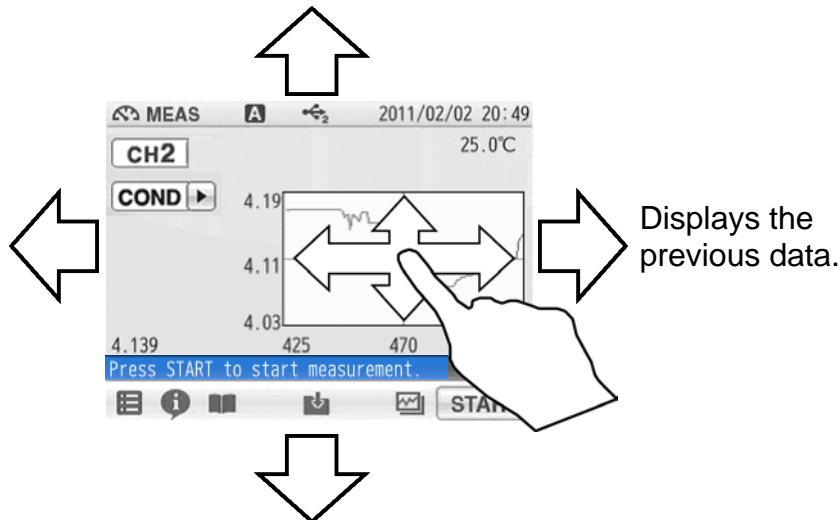 MEAS A 2 2011/02/02 20:49
CH2 25.0℃
COND
4.19
4.11
4.03
4.139 425 470
Press START to start measurement.
Displays the
previous data.